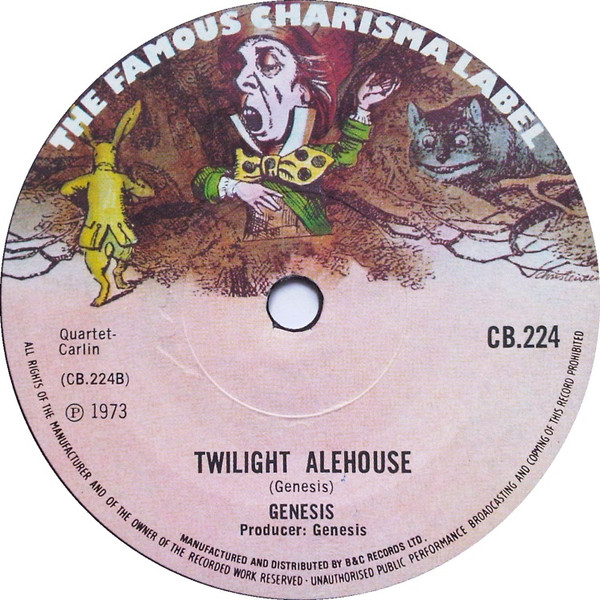 THE FAMOUS CHARISMA LABEL
Quartet-
Carlin
CB.224
(CB.224B)
Ⓟ 1973
TWILIGHT ALEHOUSE
(Genesis)
GENESIS
Producer: Genesis
MANUFACTURED AND DISTRIBUTED BY B&C RECORDS LTD.
ALL RIGHTS OF THE MANUFACTURER AND OF THE OWNER OF THE RECORDED WORK RESERVED · UNAUTHORISED PUBLIC PERFORMANCE BROADCASTING AND COPYING OF THIS RECORD PROHIBITED